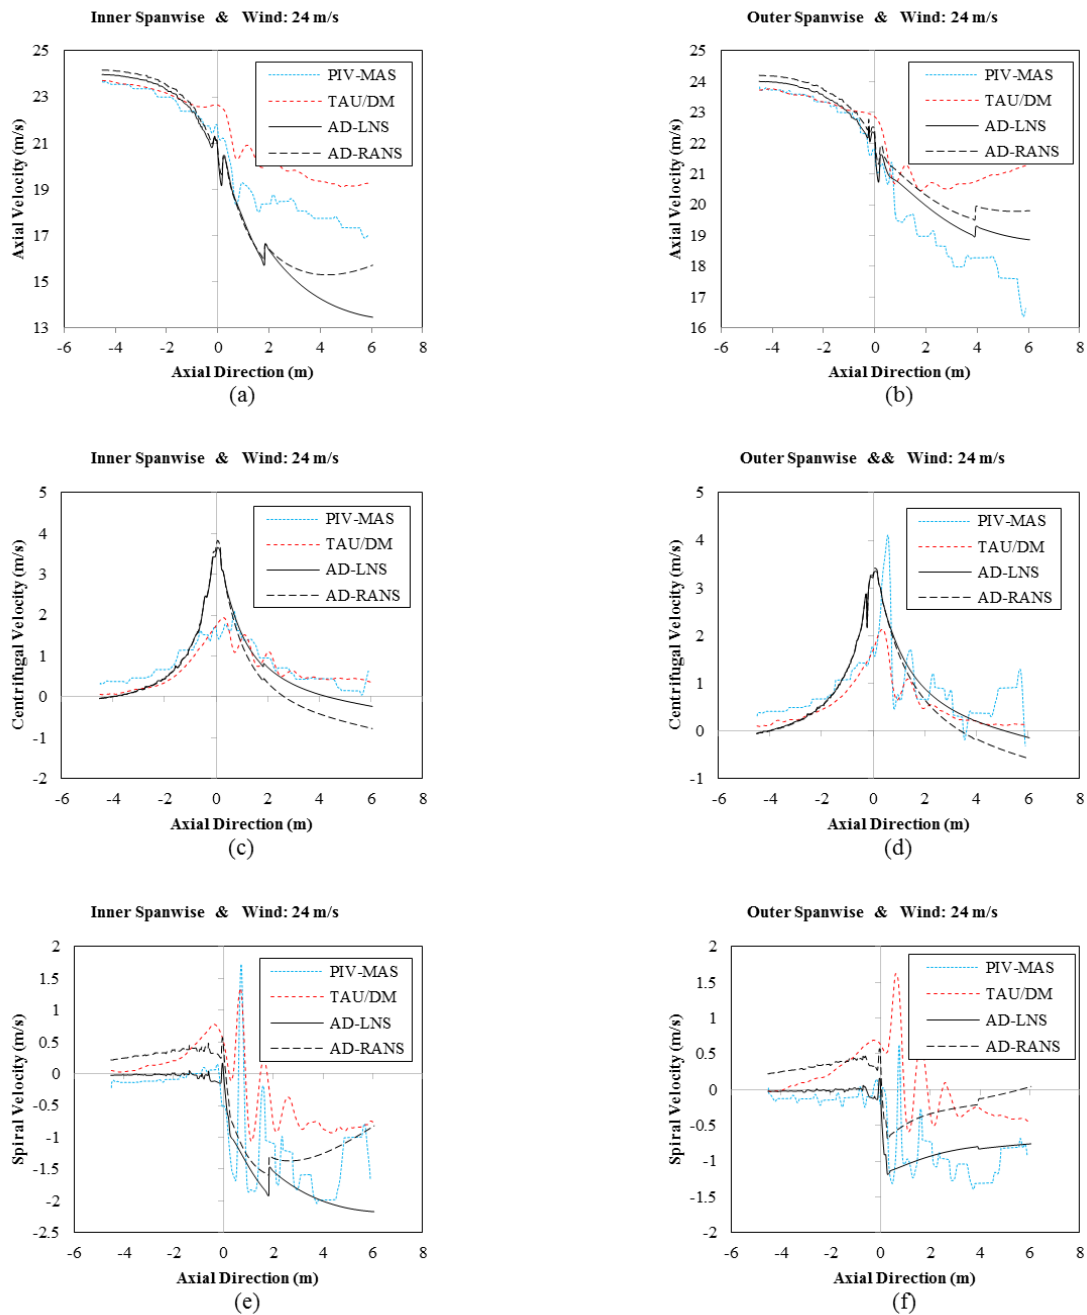 Inner Spanwise & Wind: 24 m/s
25
23
21
19
17
15
13
Axial Velocity (m/s)
PIV-MAS
TAU/DM
AD-LNS
AD-RANS
-6 -4 -2 0 2 4 6 8
Axial Direction (m)
(a)
Outer Spanwise & Wind: 24 m/s
25
24
23
22
21
20
19
18
17
16
Axial Velocity (m/s)
PIV-MAS
TAU/DM
AD-LNS
AD-RANS
-6 -4 -2 0 2 4 6 8
Axial Direction (m)
(b)
Inner Spanwise & Wind: 24 m/s
5
4
3
2
1
0
-1
-2
Centrifugal Velocity (m/s)
PIV-MAS
TAU/DM
AD-LNS
AD-RANS
-6 -4 -2 0 2 4 6 8
Axial Direction (m)
(c)
Outer Spanwise && Wind: 24 m/s
5
4
3
2
1
0
-1
Centrifugal Velocity (m/s)
PIV-MAS
TAU/DM
AD-LNS
AD-RANS
-6 -4 -2 0 2 4 6 8
Axial Direction (m)
(d)
Inner Spanwise & Wind: 24 m/s
2
1.5
1
0.5
0
-0.5
-1
-1.5
-2
-2.5
Spiral Velocity (m/s)
PIV-MAS
TAU/DM
AD-LNS
AD-RANS
-6 -4 -2 0 2 4 6 8
Axial Direction (m)
(e)
Outer Spanwise & Wind: 24 m/s
2
1.5
1
0.5
0
-0.5
-1
-1.5
-2
Spiral Velocity (m/s)
PIV-MAS
TAU/DM
AD-LNS
AD-RANS
-6 -4 -2 0 2 4 6 8
Axial Direction (m)
(f)